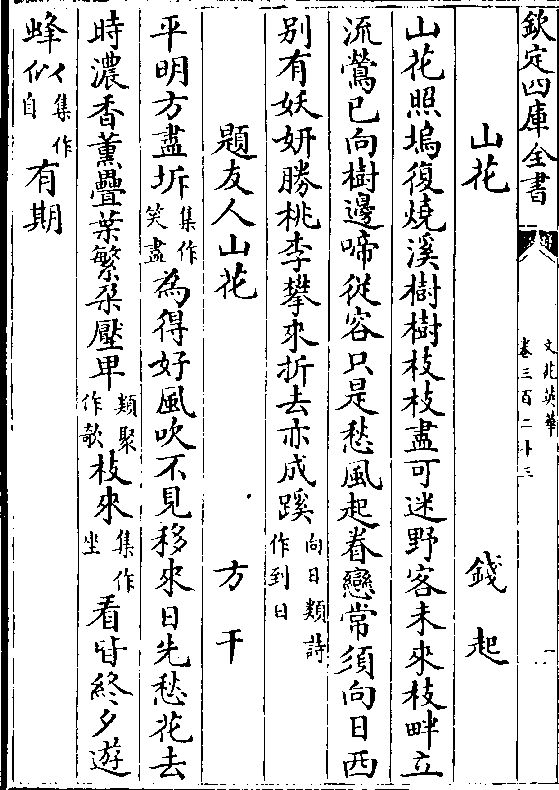 欽定四庫全書
文苑英華
卷三百二十三
山花 錢起
山花照塢復燒溪樹樹枝枝盡可迷野客未來枝畔立
流鶯已向樹邊啼從容只是愁風起眷戀常須向日西
别有妖妍勝桃李攀來折去亦成蹊向日類詩作到日
題友人山花 方干
平明方盡坼集作笑盡為得好風吹不見移來日先愁花去
時濃香薰疊葉繁朶壓卑類聚作欹枝來集作坐看皆終夕遊
蜂似集作自有期